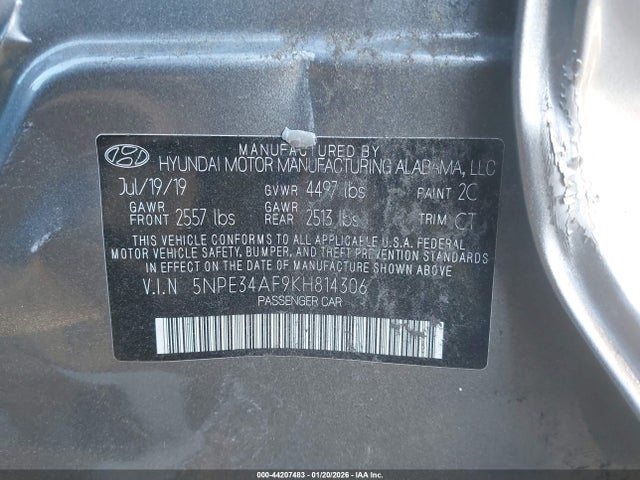 MANUFACTURED BY
HYUNDAI MOTOR MANUFACTURING ALABAMA, LLC
Jul/19/19 GVWR 4497 lbs PAINT 2C
GAWR GAWR
FRONT 2557 lbs REAR 2513 lbs TRIM CT
THIS VEHICLE CONFORMS TO ALL APPLICABLE U.S.A. FEDERAL
MOTOR VEHICLE SAFETY, BUMPER, AND THEFT PREVENTION
STANDARDS IN EFFECT ON THE DATE OF MANUFACTURE SHOWN ABOVE
V.I.N 5NPE34AF9KH814306
PASSENGER CAR
000-44207483 - 01/20/2026 - IAA Inc.